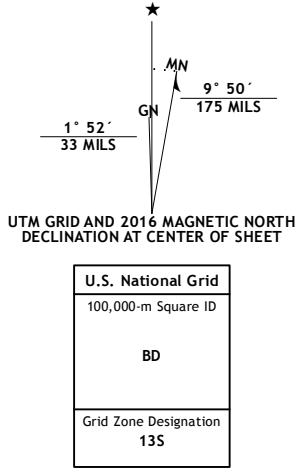 ★
MN
9° 50´
175 MILS
GN
1° 52´
33 MILS
UTM GRID AND 2016 MAGNETIC NORTH
DECLINATION AT CENTER OF SHEET
U.S. National Grid
100,000-m Square ID
BD
Grid Zone Designation
13S